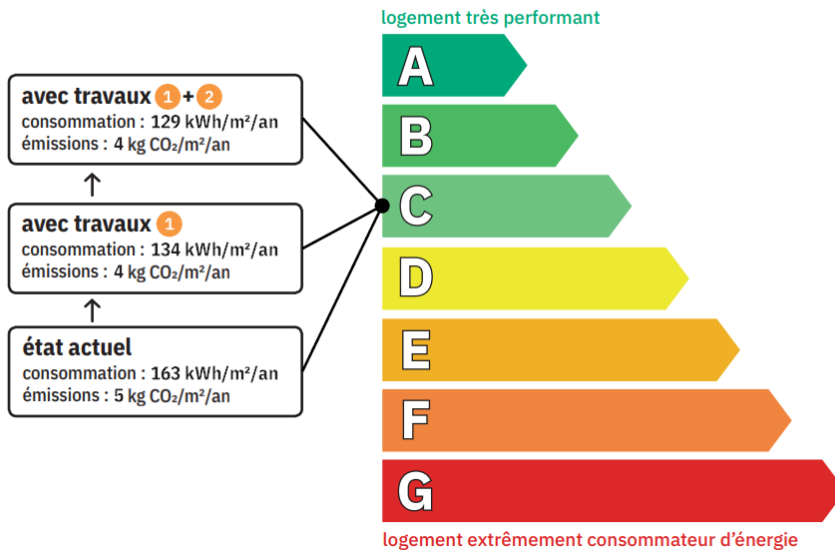 logement très performant
A
avec travaux 1 + 2
consommation : 129 kWh/m²/an
émissions : 4 kg CO₂/m²/an
B
avec travaux 1
consommation : 134 kWh/m²/an
émissions : 4 kg CO₂/m²/an
C
D
état actuel
consommation : 163 kWh/m²/an
émissions : 5 kg CO₂/m²/an
E
F
G
logement extrêmement consommateur d’énergie